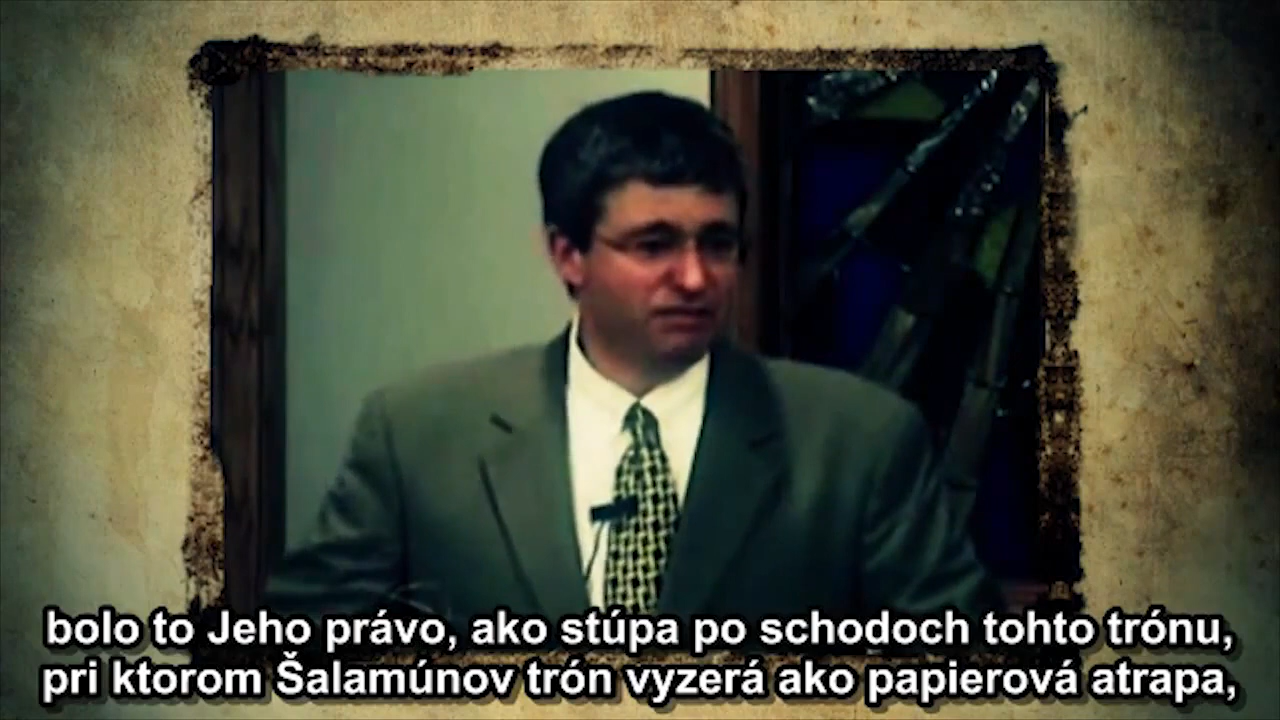 bolo to Jeho právo, ako stúpa po schodoch tohto trónu,
pri ktorom Šalamúnov trón vyzerá ako papierová atrapa,